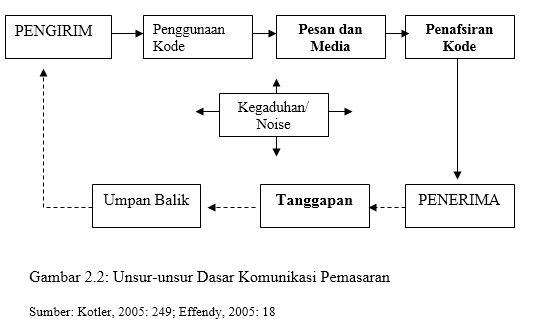 PENGIRIM
Penggunaan
Kode
Pesan dan
Media
Penafsiran
Kode
Kegaduhan/
Noise
Umpan Balik
Tanggapan
PENERIMA
Gambar 2.2: Unsur-unsur Dasar Komunikasi Pemasaran
Sumber: Kotler, 2005: 249; Effendy, 2005: 18